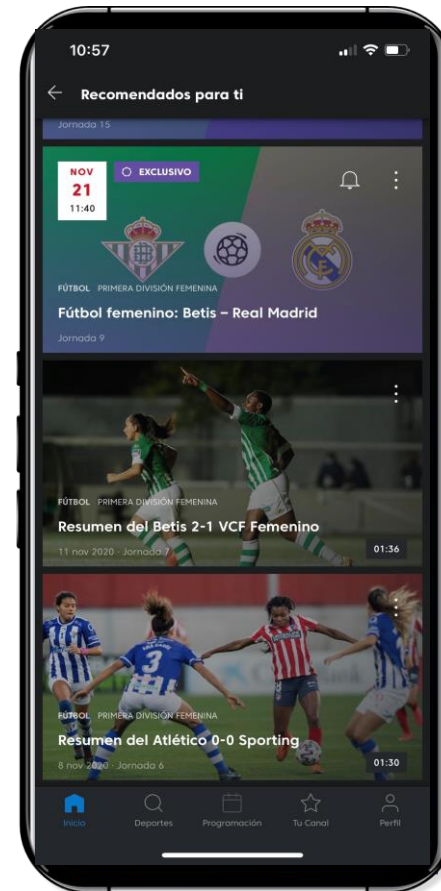 10:57
Recomendados para ti
Jornada 15
NOV
21
11:40
EXCLUSIVO
FÚTBOL PRIMERA DIVISIÓN FEMENINA
Fútbol femenino: Betis – Real Madrid
Jornada 9
FÚTBOL PRIMERA DIVISIÓN FEMENINA
Resumen del Betis 2-1 VCF Femenino
11 nov 2020 · Jornada 7
01:36
3
FÚTBOL PRIMERA DIVISIÓN FEMENINA
Resumen del Atlético 0-0 Sporting
8 nov 2020 · Jornada 6
01:30
Inicio
Deportes
Programación
Tu Canal
Perfil